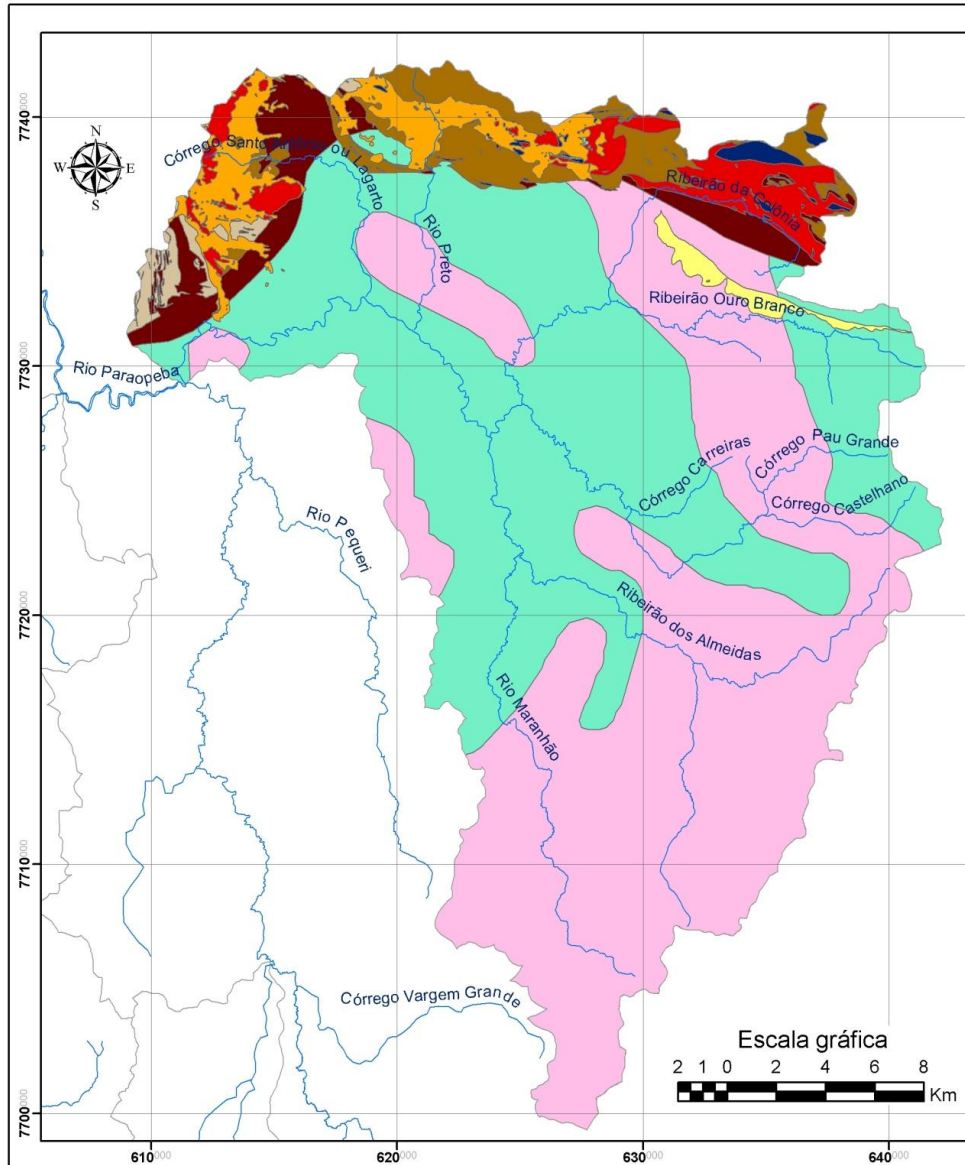 7740000
N
W E
S
Córrego Santo Antônio ou Lagarto
Ribeirão da Colônia
Rio Preto
Ribeirão Ouro Branco
7730000
Rio Paraopeba
Córrego Carreiras
Córrego Pau Grande
Córrego Castelhano
Rio Pequeri
7720000
Ribeirão dos Almeidas
Rio Maranhão
7710000
Córrego Vargem Grande
Escala gráfica
2 1 0 2 4 6 8
Km
7700000
610000 620000 630000 640000